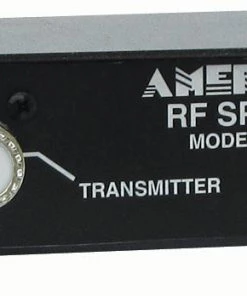 AMER
RF SP
MODE
TRANSMITTER